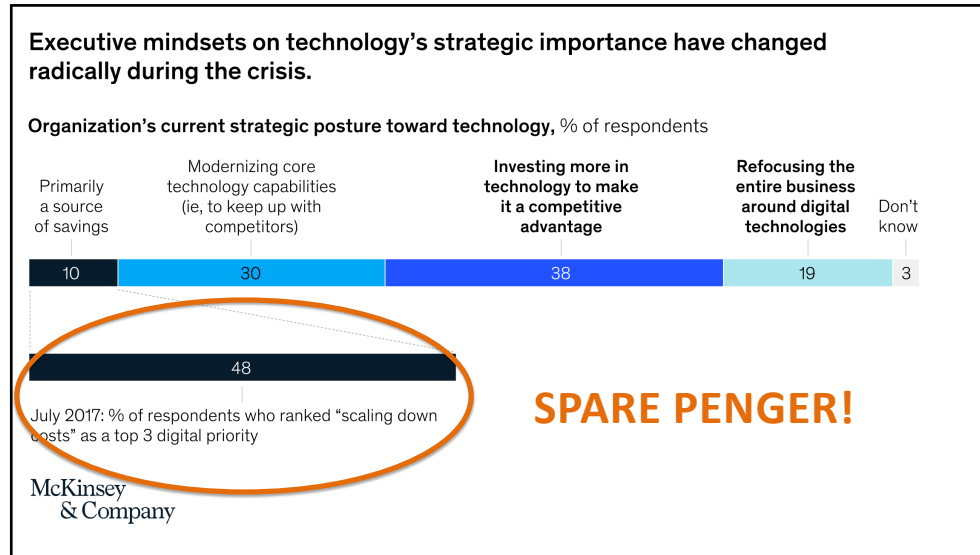 Executive mindsets on technology's strategic importance have changed
radically during the crisis.
Organization's current strategic posture toward technology, % of respondents
Primarily
a source
of savings
Modernizing core
technology capabilities
(ie, to keep up with
competitors)
Investing more in
technology to make
it a competitive
advantage
Refocusing the
entire business
around digital
technologies
Don't
know
10
30
38
19
3
48
July 2017: % of respondents who ranked “scaling down
costs” as a top 3 digital priority
SPARE PENGER!
McKinsey
& Company